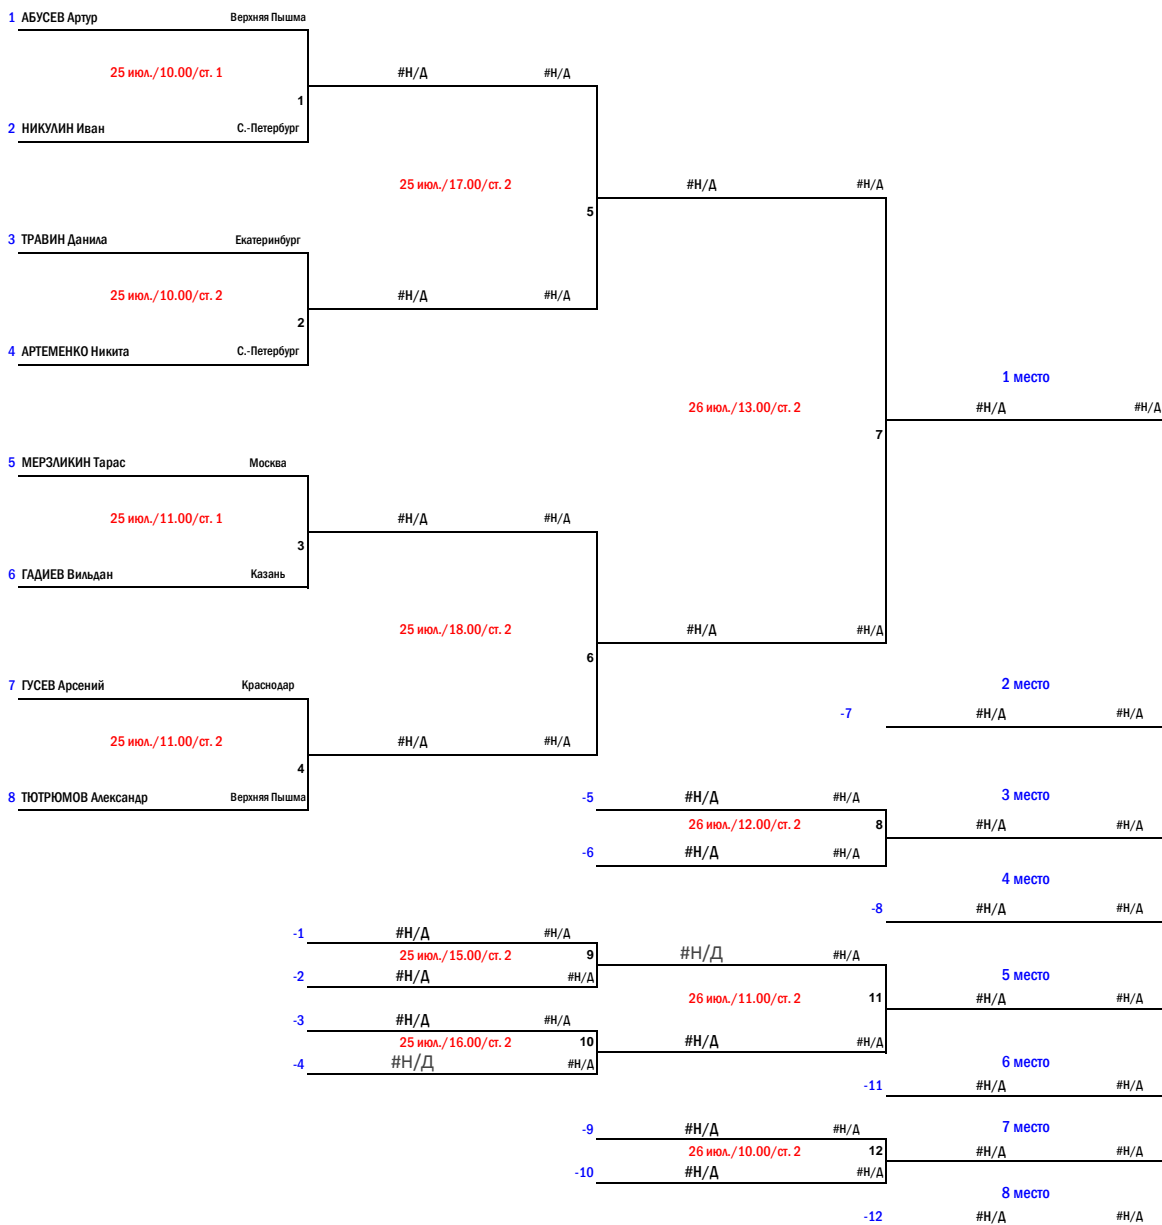 1 АБУСЕВ Артур Верхняя Пышма
25 июл./10.00/ст. 1 #Н/Д #Н/Д
1
2 НИКУЛИН Иван С.-Петербург
25 июл./17.00/ст. 2 #Н/Д #Н/Д
5
3 ТРАВИН Данила Екатеринбург
25 июл./10.00/ст. 2 #Н/Д #Н/Д
2
4 АРТЕМЕНКО Никита С.-Петербург
1 место
26 июл./13.00/ст. 2 #Н/Д #Н/Д
7
5 МЕРЗЛИКИН Тарас Москва
25 июл./11.00/ст. 1 #Н/Д #Н/Д
3
6 ГАДИЕВ Вильдан Казань
25 июл./18.00/ст. 2 #Н/Д #Н/Д
6
7 ГУСЕВ Арсений Краснодар 2 место
-7 #Н/Д #Н/Д
25 июл./11.00/ст. 2 #Н/Д #Н/Д
4
8 ТЮТРЮМОВ Александр Верхняя Пышма -5 #Н/Д #Н/Д 3 место
26 июл./12.00/ст. 2 8 #Н/Д #Н/Д
-6 #Н/Д #Н/Д
4 место
-8 #Н/Д #Н/Д
-1 #Н/Д #Н/Д
25 июл./15.00/ст. 2 9 #Н/Д #Н/Д
-2 #Н/Д #Н/Д 5 место
26 июл./11.00/ст. 2 11 #Н/Д #Н/Д
-3 #Н/Д #Н/Д
25 июл./16.00/ст. 2 10 #Н/Д #Н/Д
-4 #Н/Д #Н/Д 6 место
-11 #Н/Д #Н/Д
-9 #Н/Д #Н/Д 7 место
26 июл./10.00/ст. 2 12 #Н/Д #Н/Д
-10 #Н/Д #Н/Д
8 место
-12 #Н/Д #Н/Д